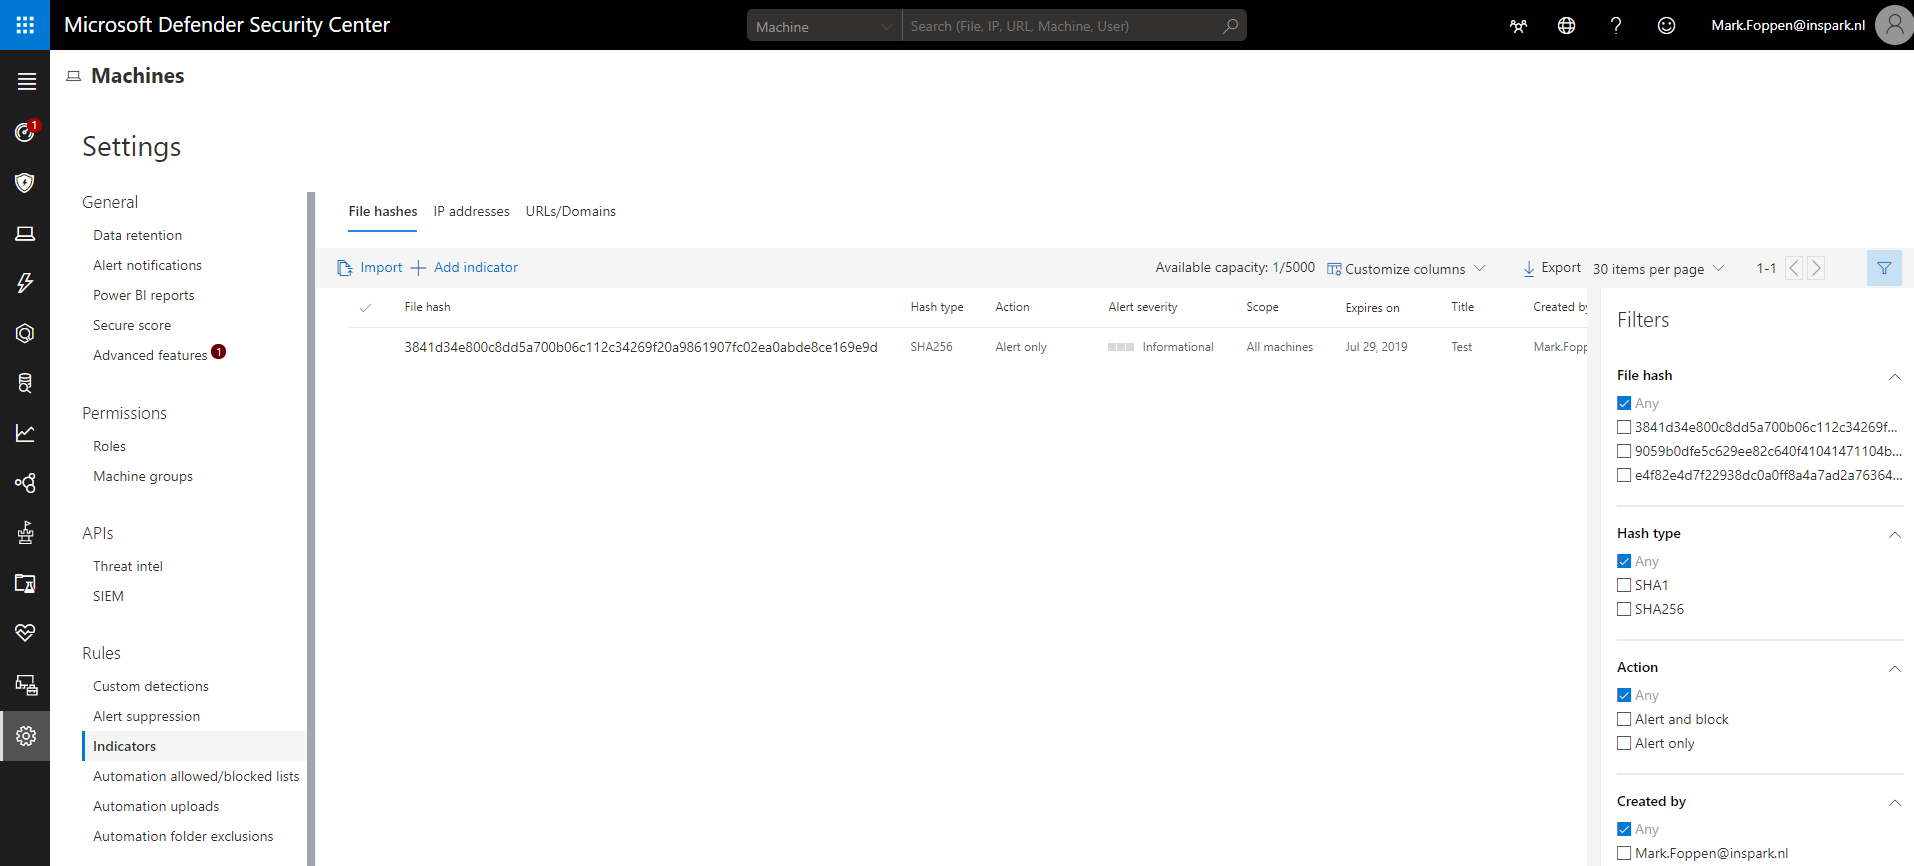 Microsoft Defender Security Center
Machine
Search (File, IP, URL, Machine, User)
?
Mark.Foppen@inspark.nl
Machines
1
Settings
General
Data retention
Alert notifications
Power BI reports
Secure score
Advanced features 1
Permissions
Roles
Machine groups
APIs
Threat intel
SIEM
Rules
Custom detections
Alert suppression
Indicators
Automation allowed/blocked lists
Automation uploads
Automation folder exclusions
File hashes IP addresses URLs/Domains
Import Add indicator Available capacity: 1/5000 Customize columns Export 30 items per page 1-1
File hash Hash type Action Alert severity Scope Expires on Title Created by
3841d34e800c8dd5a700b06c112c34269f20a9861907fc02ea0abde8ce169e9d SHA256 Alert only Informational All machines Jul 29, 2019 Test Mark.Fopp
Filters
File hash
Any
3841d34e800c8dd5a700b06c112c34269f...
9059b0dfe5c629ee82c640f41041471104b...
e4f82e4d7f22938dc0a0ff8a4a7ad2a76364...
Hash type
Any
SHA1
SHA256
Action
Any
Alert and block
Alert only
Created by
Any
Mark.Foppen@inspark.nl